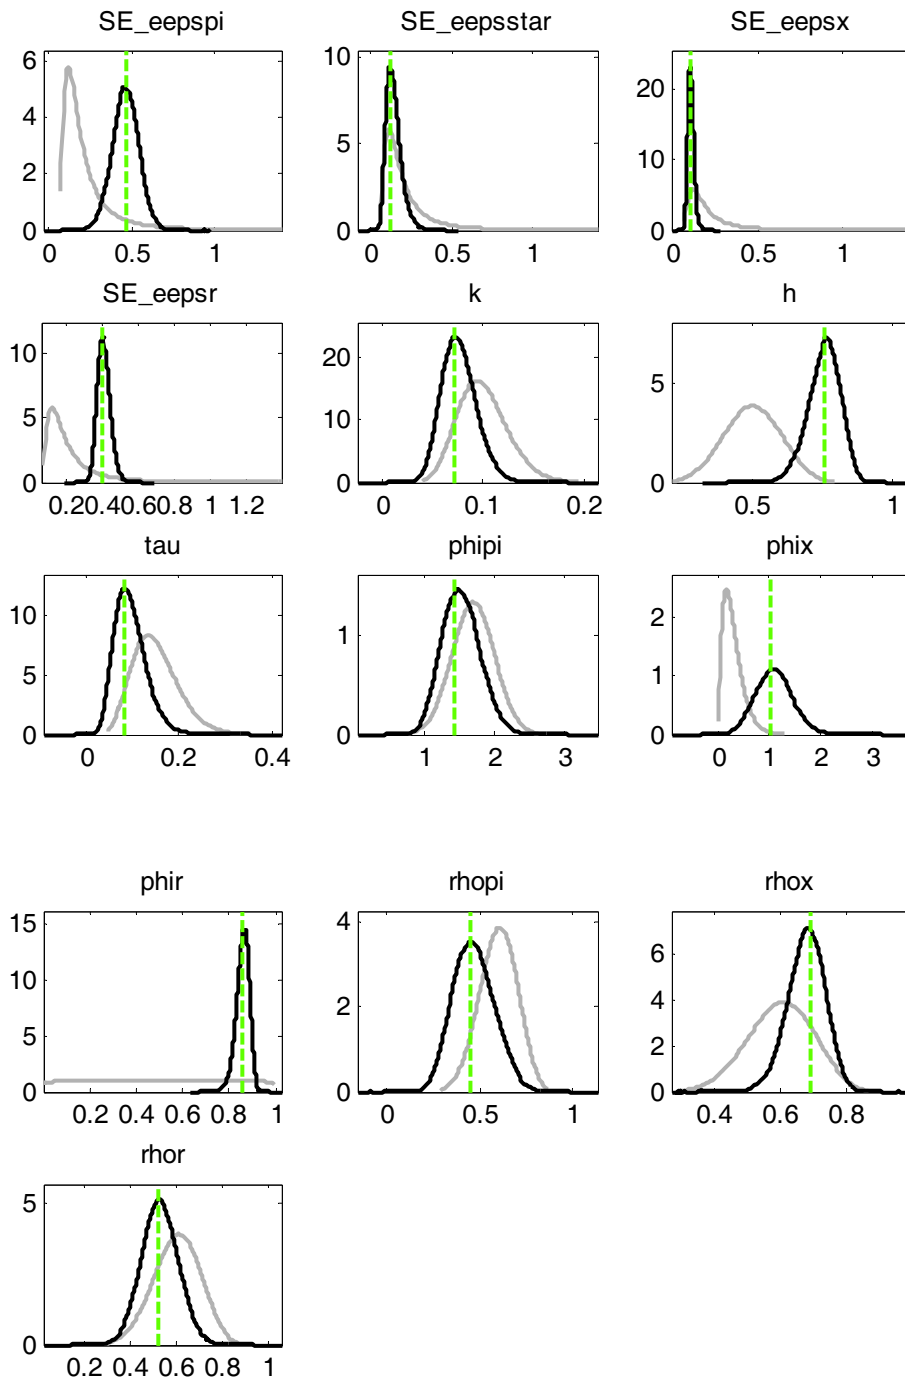 SE_eepspi SE_eepsstar SE_eepsx
6 10 20
4 5 10
2
0 0 0
0 0.5 1 0 0.5 1 0 0.5 1
SE_eepsr k h
10 20 5
5 10
0 0 0
0.2 0.4 0.6 0.8 1 1.2 0 0.1 0.2 0.5 1
tau phipi phix
10 1 2
5 1
0 0 0
0 0.2 0.4 1 2 3 0 1 2 3
phir rhopi rhox
15 4 6
10 2 4
5 2
0 0 0
0.2 0.4 0.6 0.8 1 0 0.5 1 0.4 0.6 0.8
rhor
5
0
0.2 0.4 0.6 0.8 1